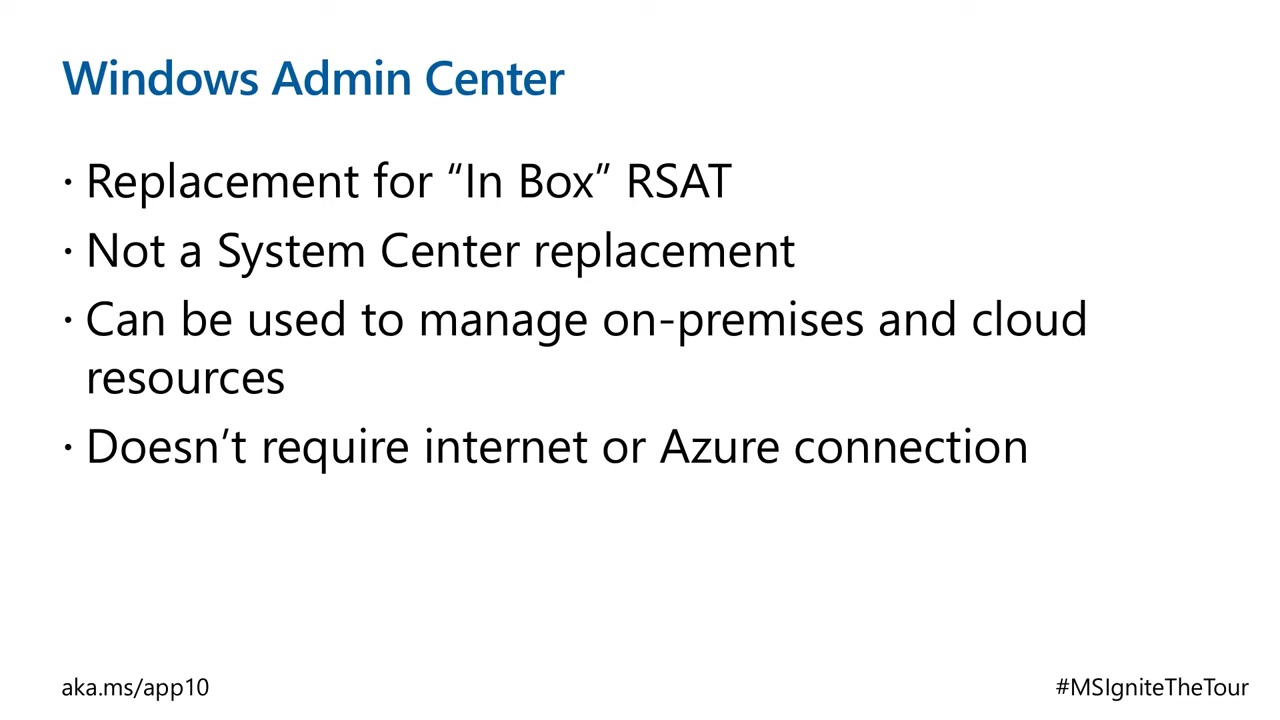 Windows Admin Center
· Replacement for “In Box” RSAT
· Not a System Center replacement
· Can be used to manage on-premises and cloud
resources
· Doesn’t require internet or Azure connection
aka.ms/app10
#MSIgniteTheTour